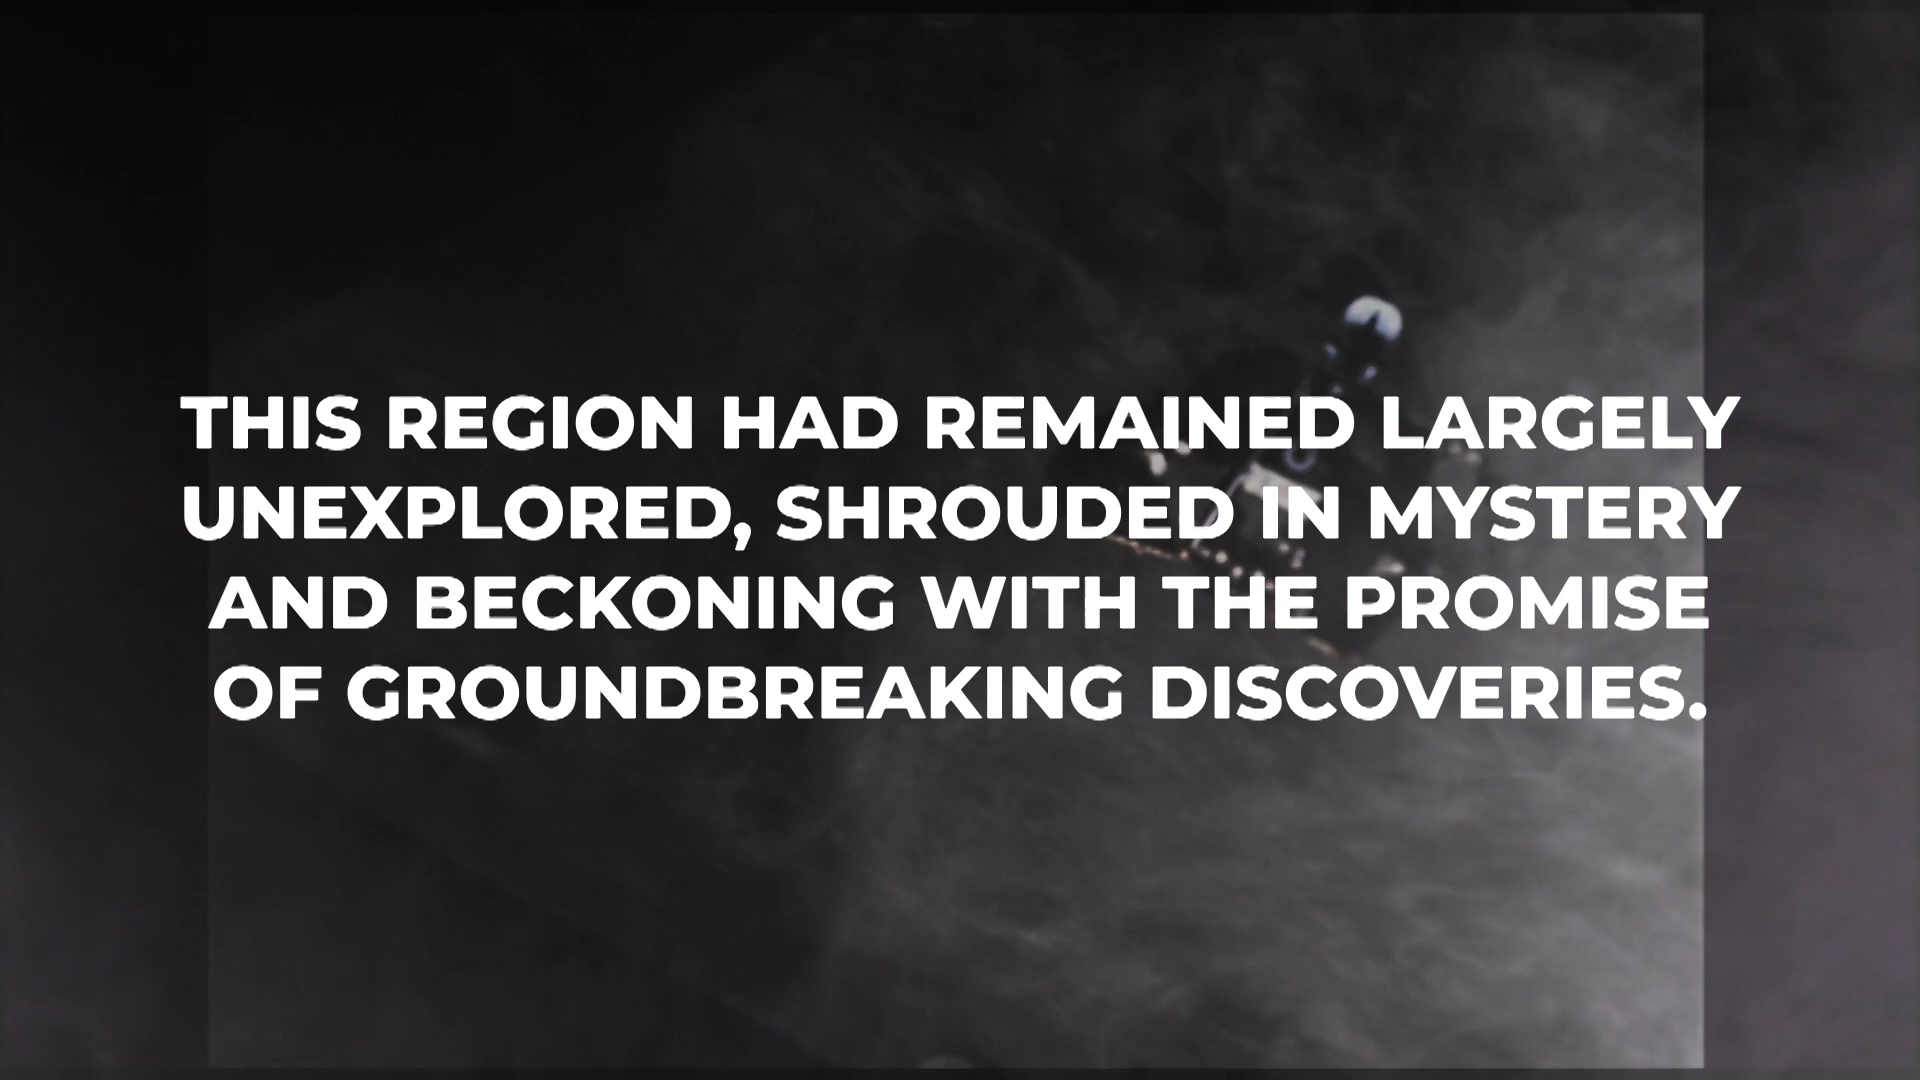 THIS REGION HAD REMAINED LARGELY
UNEXPLORED, SHROUDED IN MYSTERY
AND BECKONING WITH THE PROMISE
OF GROUNDBREAKING DISCOVERIES.